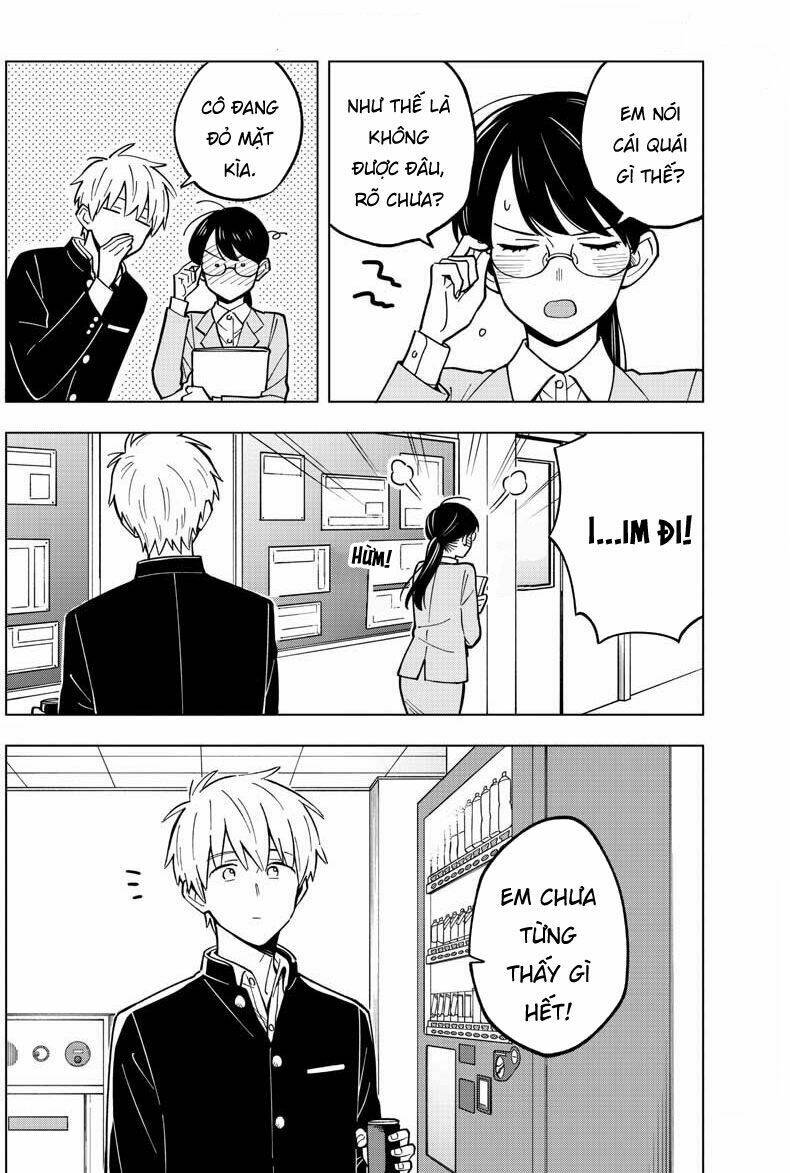 EM NÓI
CÁI QUÁI
GÌ THẾ?
NHƯ THẾ LÀ
KHÔNG
ĐƯỢC ĐÂU,
RÕ CHƯA?
CÔ ĐANG
ĐỎ MẶT
KÌA.
I...IM ĐI!
HỪM!
EM CHƯA
TỪNG
THẤY GÌ
HẾT!